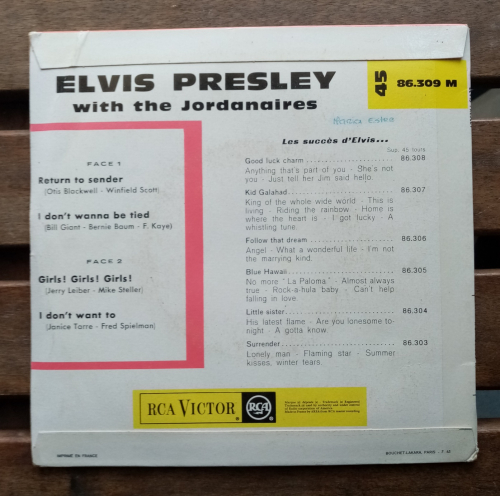 ELVIS PRESLEY
with the Jordanaires
45
86.309 M
FACE 1
Return to sender
(Otis Blackwell - Winfield Scott)
I don't wanna be tied
(Bill Giant - Bernie Baum - F. Kaye)
FACE 2
Girls! Girls! Girls!
(Jerry Leiber - Mike Steller)
I don't want to
(Janice Torre - Fred Spielman)
Les succès d'Elvis...
Sup. 45 tours
Good luck charm 86.308
Anything that's part of you - She's not
you - Just tell her Jim said hello.
Kid Galahad 86.307
King of the whole wide world - This is
living - Riding the rainbow - Home is
where the heart is - I got lucky - A
whistling tune.
Follow that dream 86.306
Angel - What a wonderful life - I'm not
the marrying kind.
Blue Hawaii 86.305
No more "La Paloma" - Almost always
true - Rock-a-hula baby - Can't help
falling in love.
Little sister 86.304
His latest flame - Are you lonesome to-
night - A gotta know.
Surrender 86.303
Lonely man - Flaming star - Summer
kisses, winter tears.
RCA VICTOR
RCA
IMPRIMÉ EN FRANCE